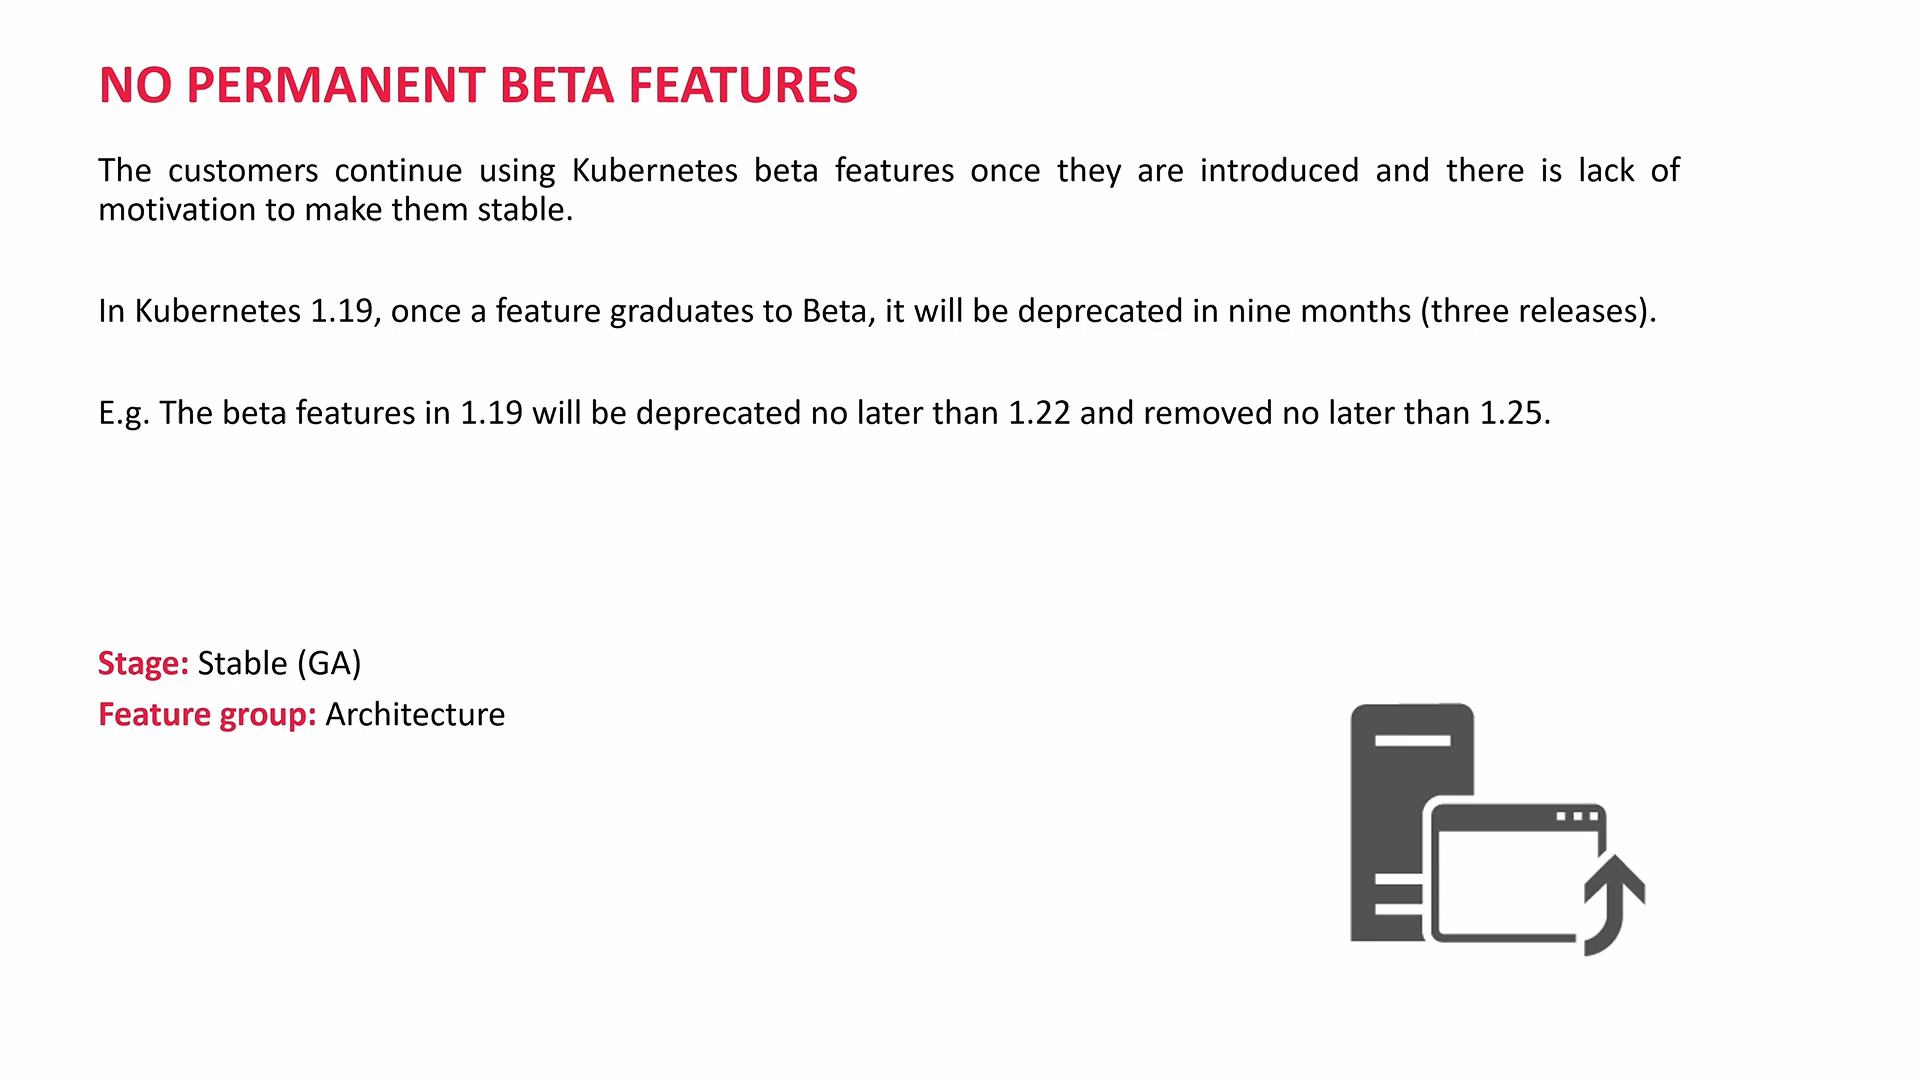 NO PERMANENT BETA FEATURES
The customers continue using Kubernetes beta features once they are introduced and there is lack of
motivation to make them stable.
In Kubernetes 1.19, once a feature graduates to Beta, it will be deprecated in nine months (three releases).
E.g. The beta features in 1.19 will be deprecated no later than 1.22 and removed no later than 1.25.
Stage: Stable (GA)
Feature group: Architecture